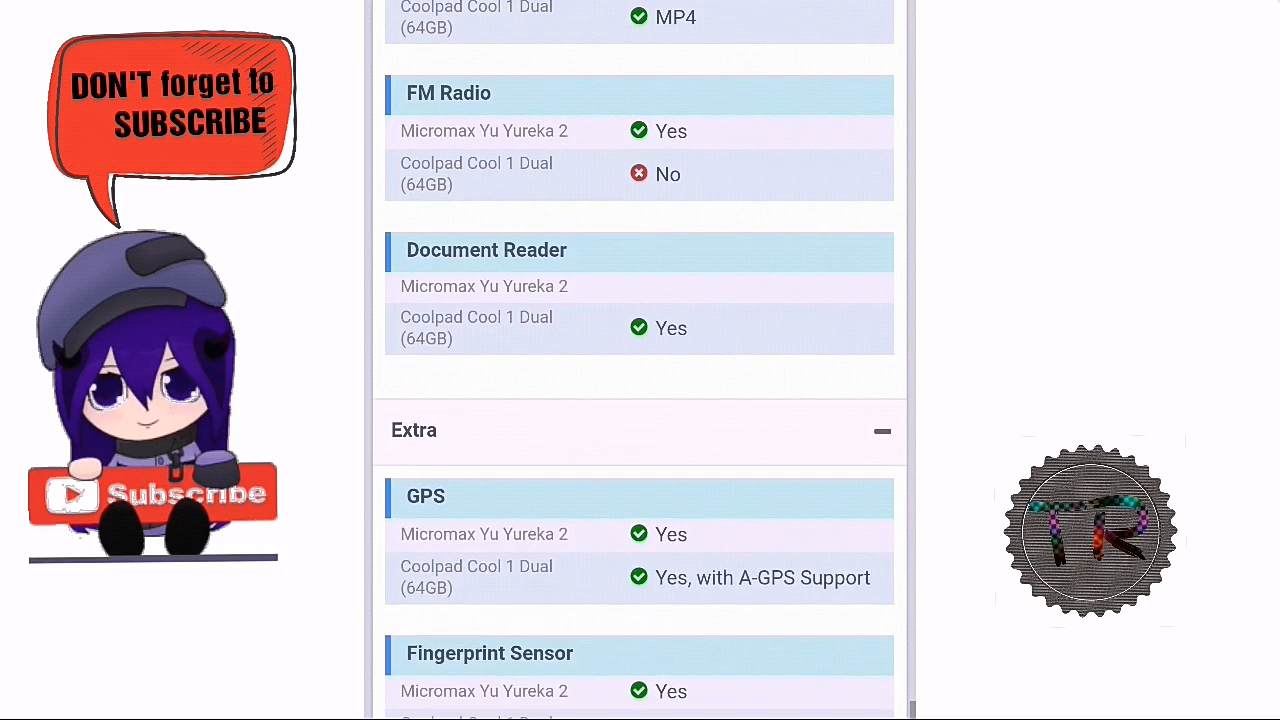 DON'T forget to
SUBSCRIBE
Subscribe
Coolpad Cool 1 Dual
(64GB)
MP4
FM Radio
Micromax Yu Yureka 2
Yes
Coolpad Cool 1 Dual
(64GB)
No
Document Reader
Micromax Yu Yureka 2
Coolpad Cool 1 Dual
(64GB)
Yes
Extra
GPS
Micromax Yu Yureka 2
Yes
Coolpad Cool 1 Dual
(64GB)
Yes, with A-GPS Support
Fingerprint Sensor
Micromax Yu Yureka 2
Yes
TR